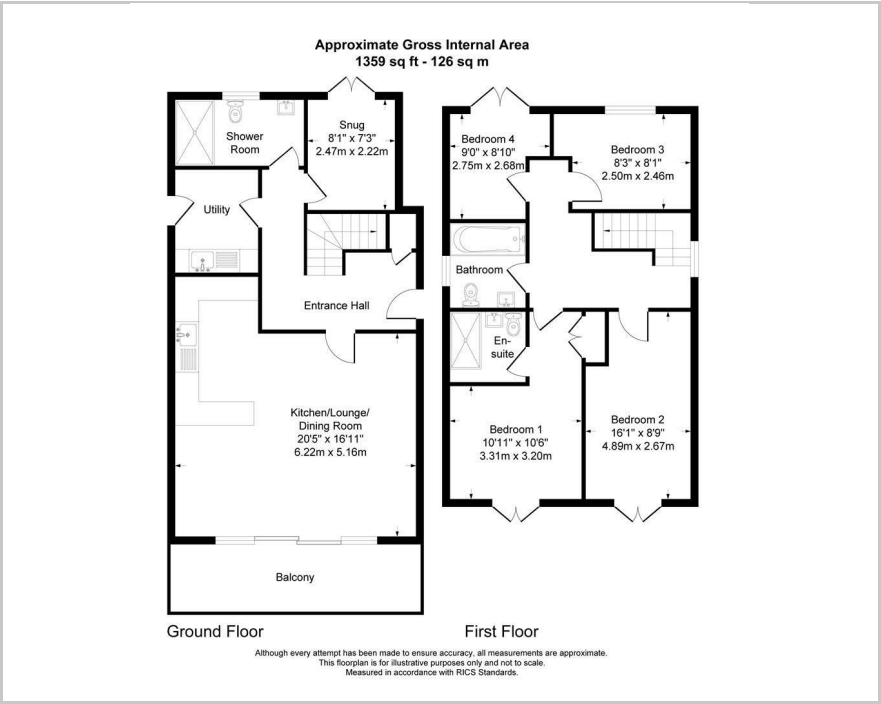 Approximate Gross Internal Area
1359 sq ft - 126 sq m
Shower
Room
Snug
8'1" x 7'3"
2.47m x 2.22m
Utility
Entrance Hall
Kitchen/Lounge/
Dining Room
20'5" x 16'11"
6.22m x 5.16m
Balcony
Ground Floor
Bedroom 4
9'0" x 8'10"
2.75m x 2.68m
Bedroom 3
8'3" x 8'1"
2.50m x 2.46m
Bathroom
En-
suite
Bedroom 1
10'11" x 10'6"
3.31m x 3.20m
Bedroom 2
16'1" x 8'9"
4.89m x 2.67m
First Floor
Although every attempt has been made to ensure accuracy, all measurements are approximate.
This floorplan is for illustrative purposes only and not to scale.
Measured in accordance with RICS Standards.